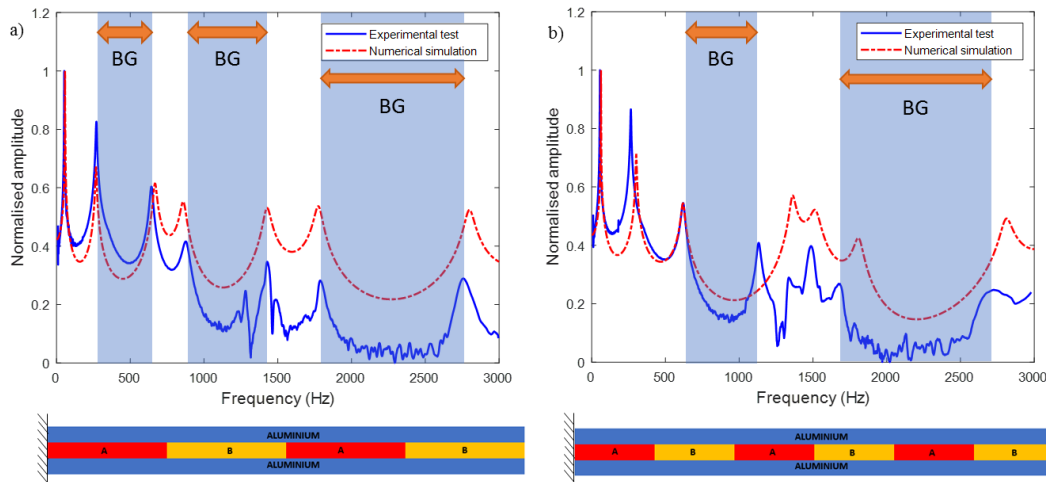 a)
Normalised amplitude
1.2
1
0.8
0.6
0.4
0.2
0
BG
BG
BG
Experimental test
Numerical simulation
0 500 1000 1500 2000 2500 3000
Frequency (Hz)
ALUMINIUM
A B A B
ALUMINIUM
b)
Normalised amplitude
1.2
1
0.8
0.6
0.4
0.2
0
BG
BG
Experimental test
Numerical simulation
0 500 1000 1500 2000 2500 3000
Frequency (Hz)
ALUMINIUM
A B A B A B
ALUMINIUM